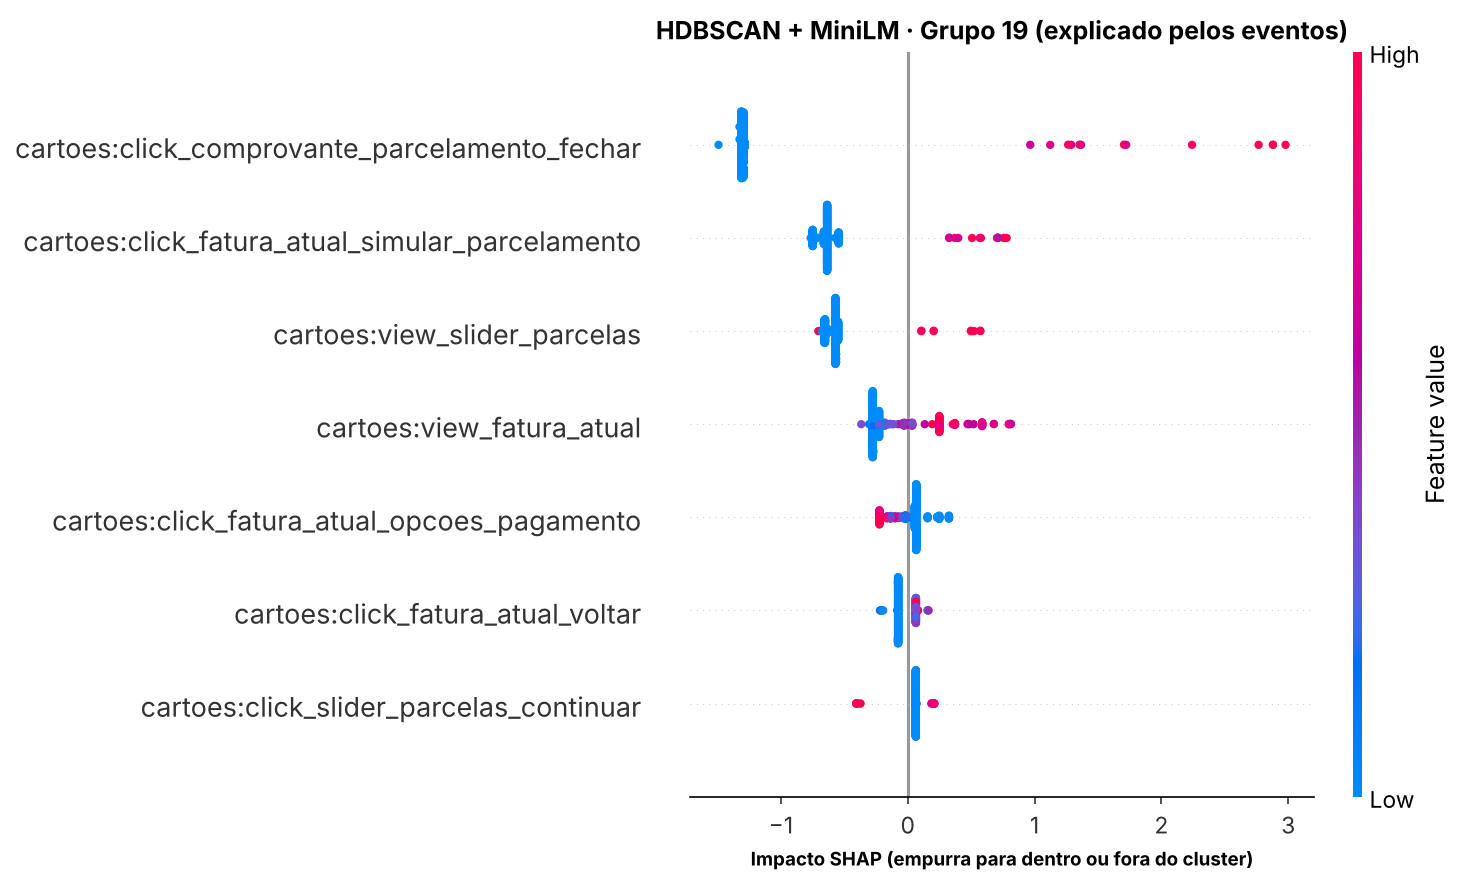 HDBSCAN + MiniLM · Grupo 19 (explicado pelos eventos)
High
cartoes:click_comprovante_parcelamento_fechar
cartoes:click_fatura_atual_simular_parcelamento
cartoes:view_slider_parcelas
cartoes:view_fatura_atual
cartoes:click_fatura_atual_opcoes_pagamento
cartoes:click_fatura_atual_voltar
cartoes:click_slider_parcelas_continuar
Feature value
Low
−1 0 1 2 3
Impacto SHAP (empurra para dentro ou fora do cluster)